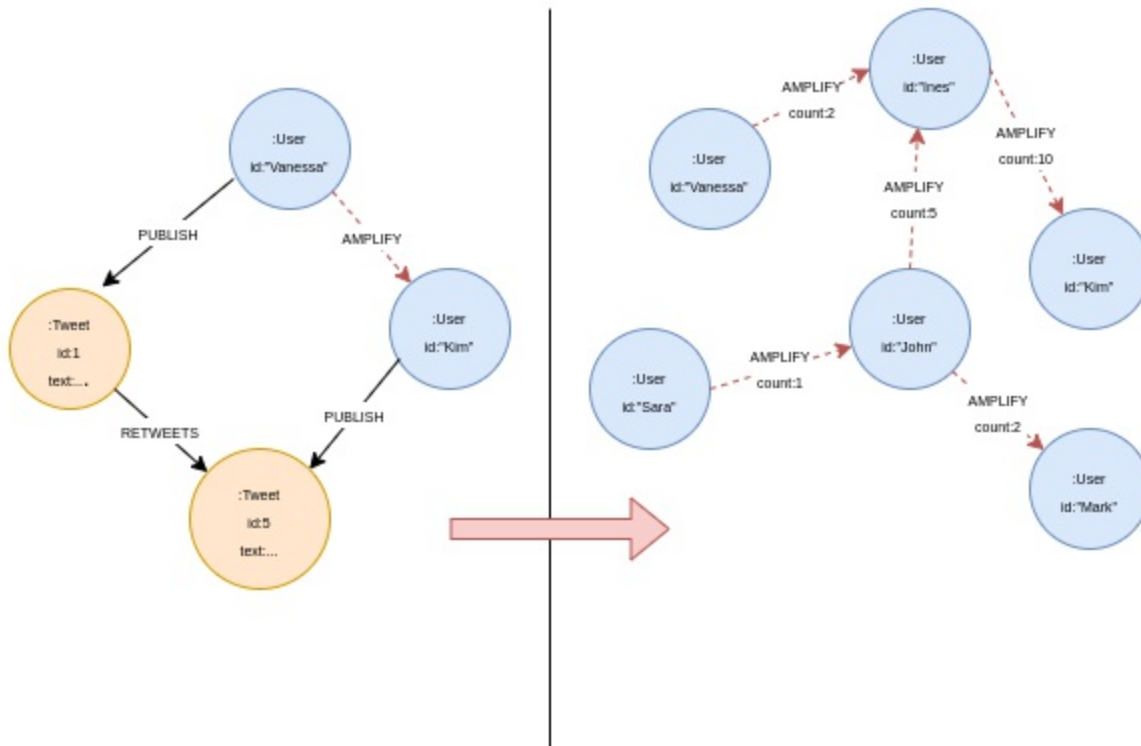 :User
id:"Vanessa"
PUBLISH
AMPLIFY
:Tweet
id:1
text:...
:User
id:"Kim"
RETWEETS
PUBLISH
:Tweet
id:5
text:...
:User
id:"Ines"
AMPLIFY
count:2
AMPLIFY
count:10
:User
id:"Vanessa"
AMPLIFY
count:5
:User
id:"Kim"
:User
id:"John"
AMPLIFY
count:1
:User
id:"Sara"
AMPLIFY
count:2
:User
id:"Mark"